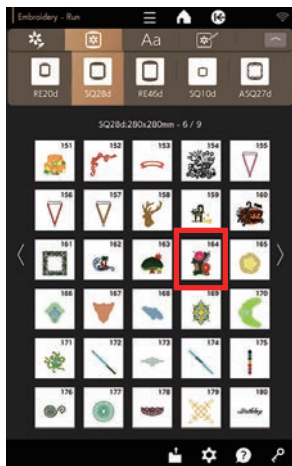 Embroidery - Run
Aa
RE20d SQ28d RE46d SQ10d ASQ27d
SQ28d:280x280mm - 6 / 9
151 152 153 154 155
156 157 158 159 160
161 162 163 164 165
166 167 168 169 170
171 172 173 174 175
176 177 178 179 180
Birthday
?